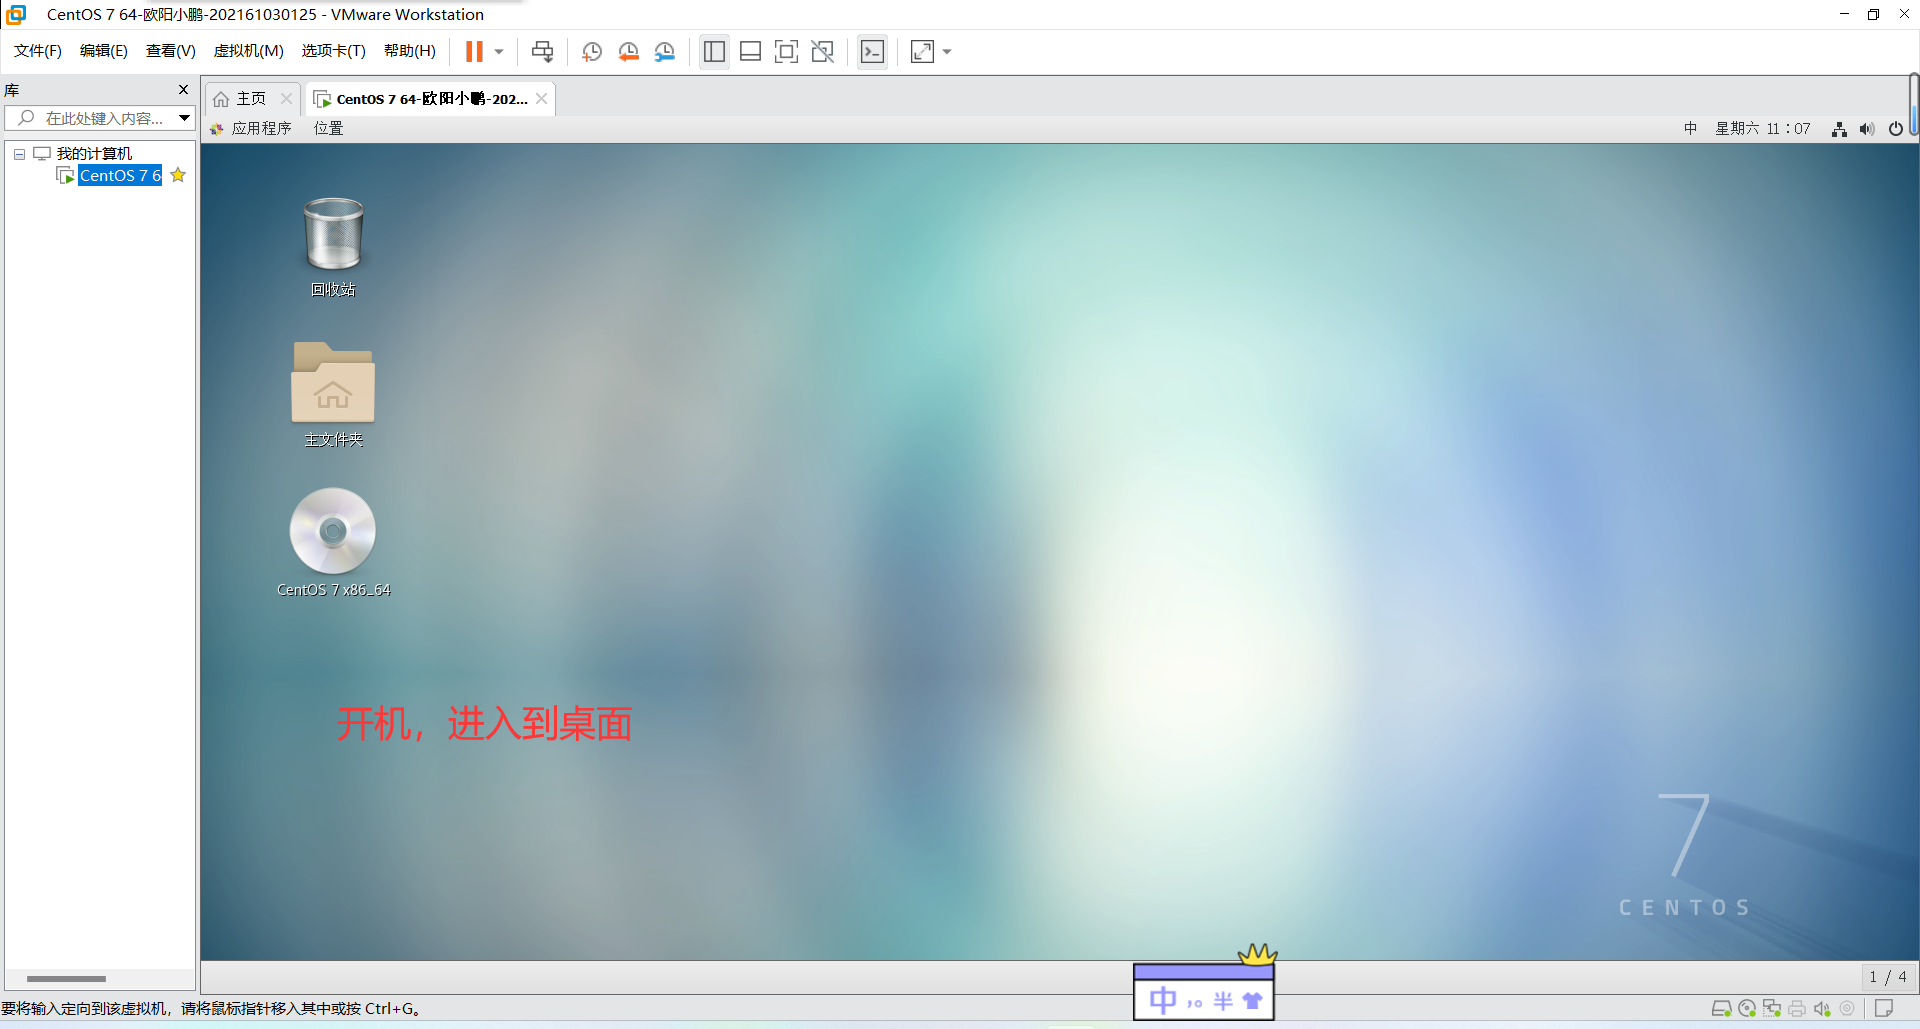 CentOS 7 64-欧阳小鹏-202161030125 - VMware Workstation
文件(F) 编辑(E) 查看(V) 虚拟机(M) 选项卡(T) 帮助(H)
库
在此处键入内容...
我的计算机
CentOS 7 6
主页
CentOS 7 64-欧阳小鹏-202...
应用程序 位置
中 星期六 11:07
回收站
主文件夹
CentOS 7 x86_64
开机，进入到桌面
7
CENTOS
1 / 4
中 ，。 半
要将输入定向到该虚拟机，请将鼠标指针移入其中或按 Ctrl+G。